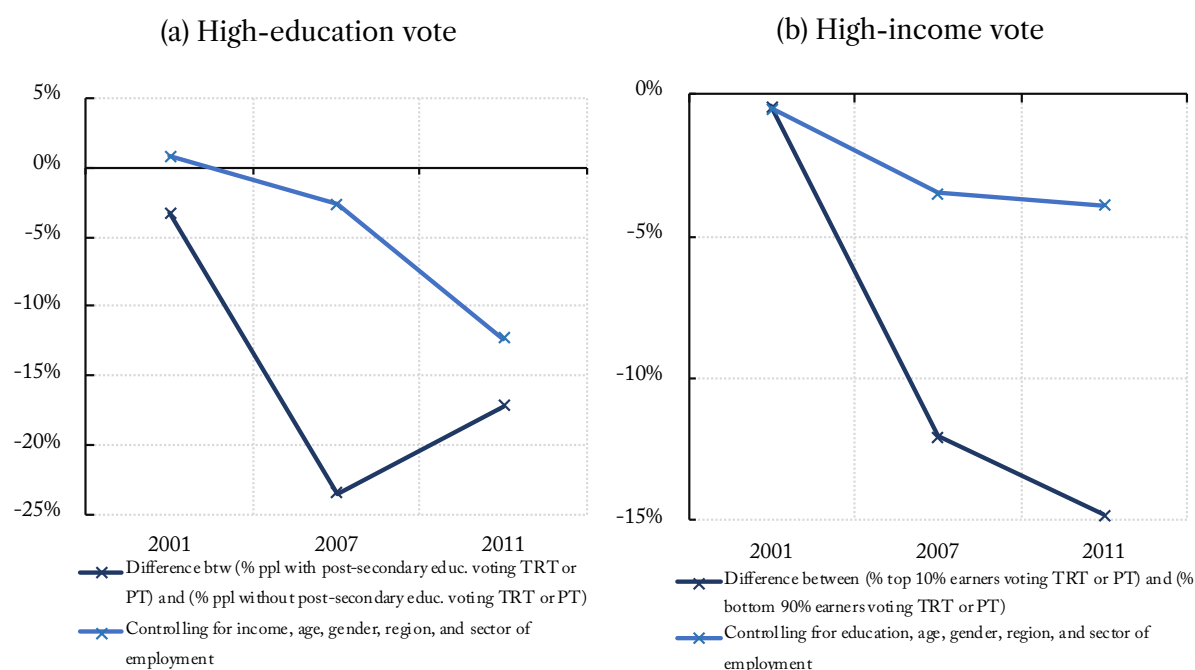 (a) High-education vote
5%
0%
-5%
-10%
-15%
-20%
-25%
2001 2007 2011
Difference btw (% ppl with post-secondary educ. voting TRT or
PT) and (% ppl without post-secondary educ. voting TRT or PT)
Controlling for income, age, gender, region, and sector of
employment
(b) High-income vote
0%
-5%
-10%
-15%
2001 2007 2011
Difference between (% top 10% earners voting TRT or PT) and (%
bottom 90% earners voting TRT or PT)
Controlling fror education, age, gender, region, and sector of
employment